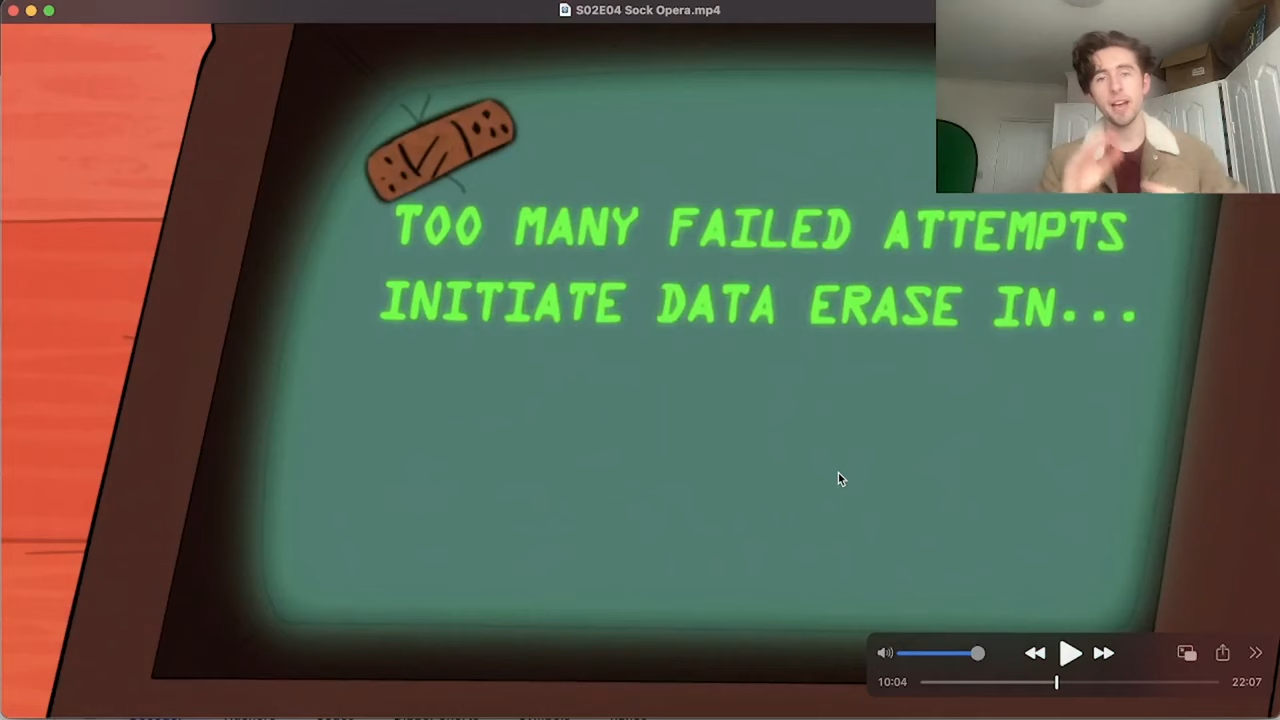 S02E04 Sock Opera.mp4
TOO MANY FAILED ATTEMPTS
INITIATE DATA ERASE IN...
10:04
22:07